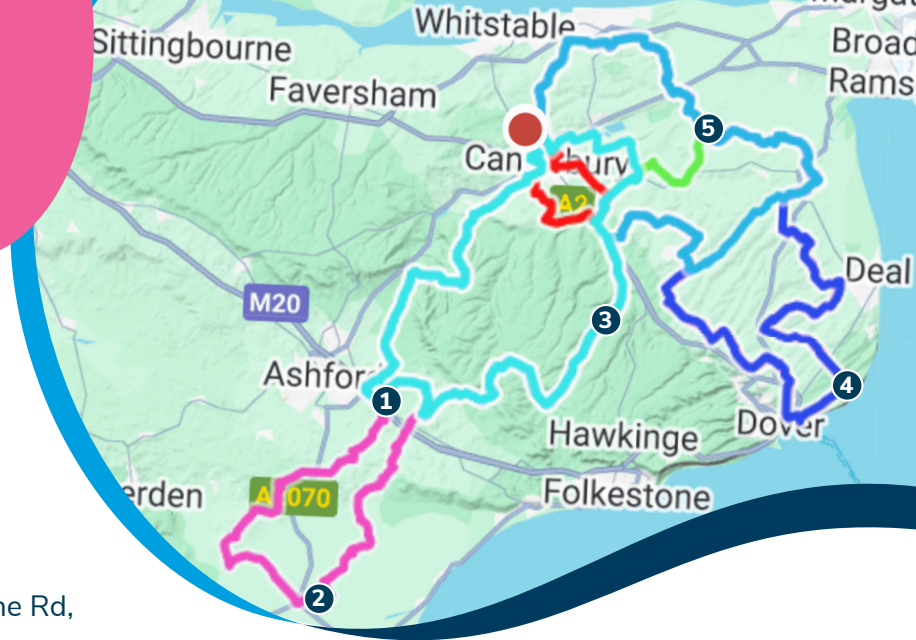 Whitstable
Sittingbourne
Broad
Rams
Faversham
5
Can bury
A2
Deal
M20
3
Ashfor
1
4
Dover
Hawkinge
erden
A 070
Folkestone
2
ne Rd,